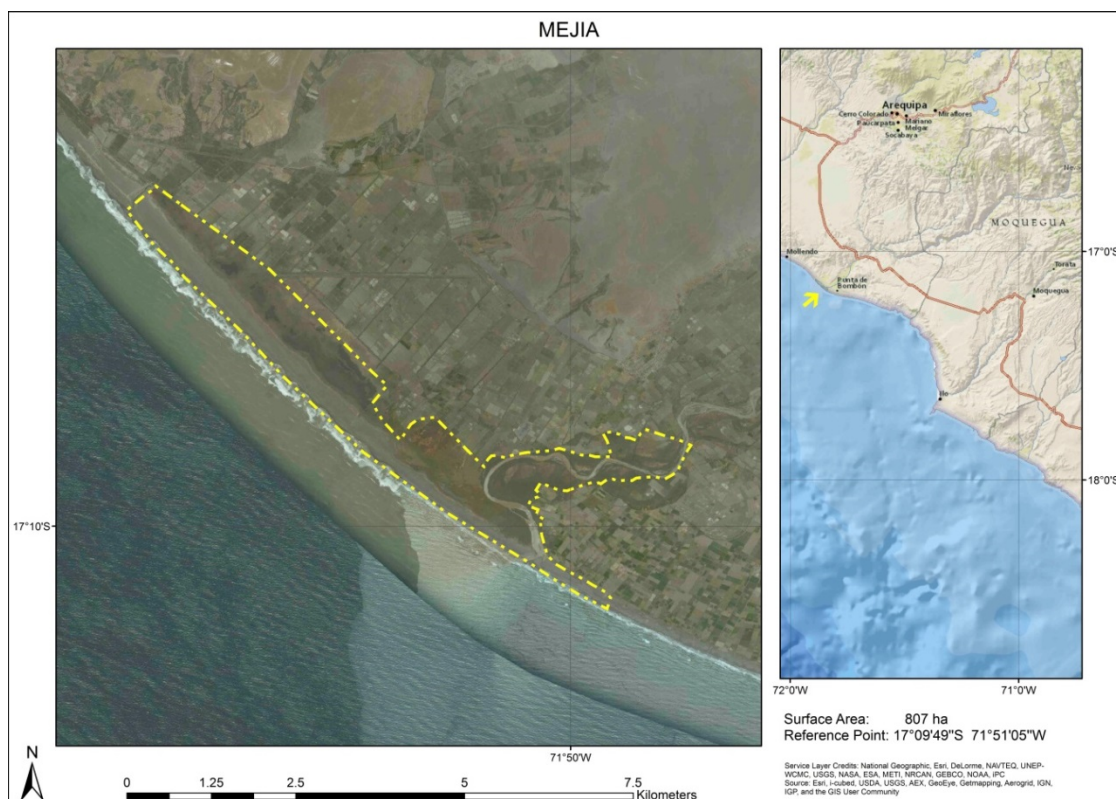 MEJIA
17°10'S
71°50'W
N
0 1.25 2.5 5 7.5
Kilometers
Arequipa
Cerro Colorado
Miraflores
Paucarpata
Mariano
Melgar
Socabaya
MOQUEGUA
17°0'S
Mollendo
Torata
Punta de
Bombón
Moquegua
Ilo
18°0'S
72°0'W
71°0'W
Surface Area: 807 ha
Reference Point: 17°09'49"S 71°51'05"W
Service Layer Credits: National Geographic, Esri, DeLorme, NAVTEQ, UNEP-
WCMC, USGS, NASA, ESA, METI, NRCAN, GEBCO, NOAA, iPC
Source: Esri, i-cubed, USDA, USGS, AEX, GeoEye, Getmapping, Aerogrid, IGN,
IGP, and the GIS User Community